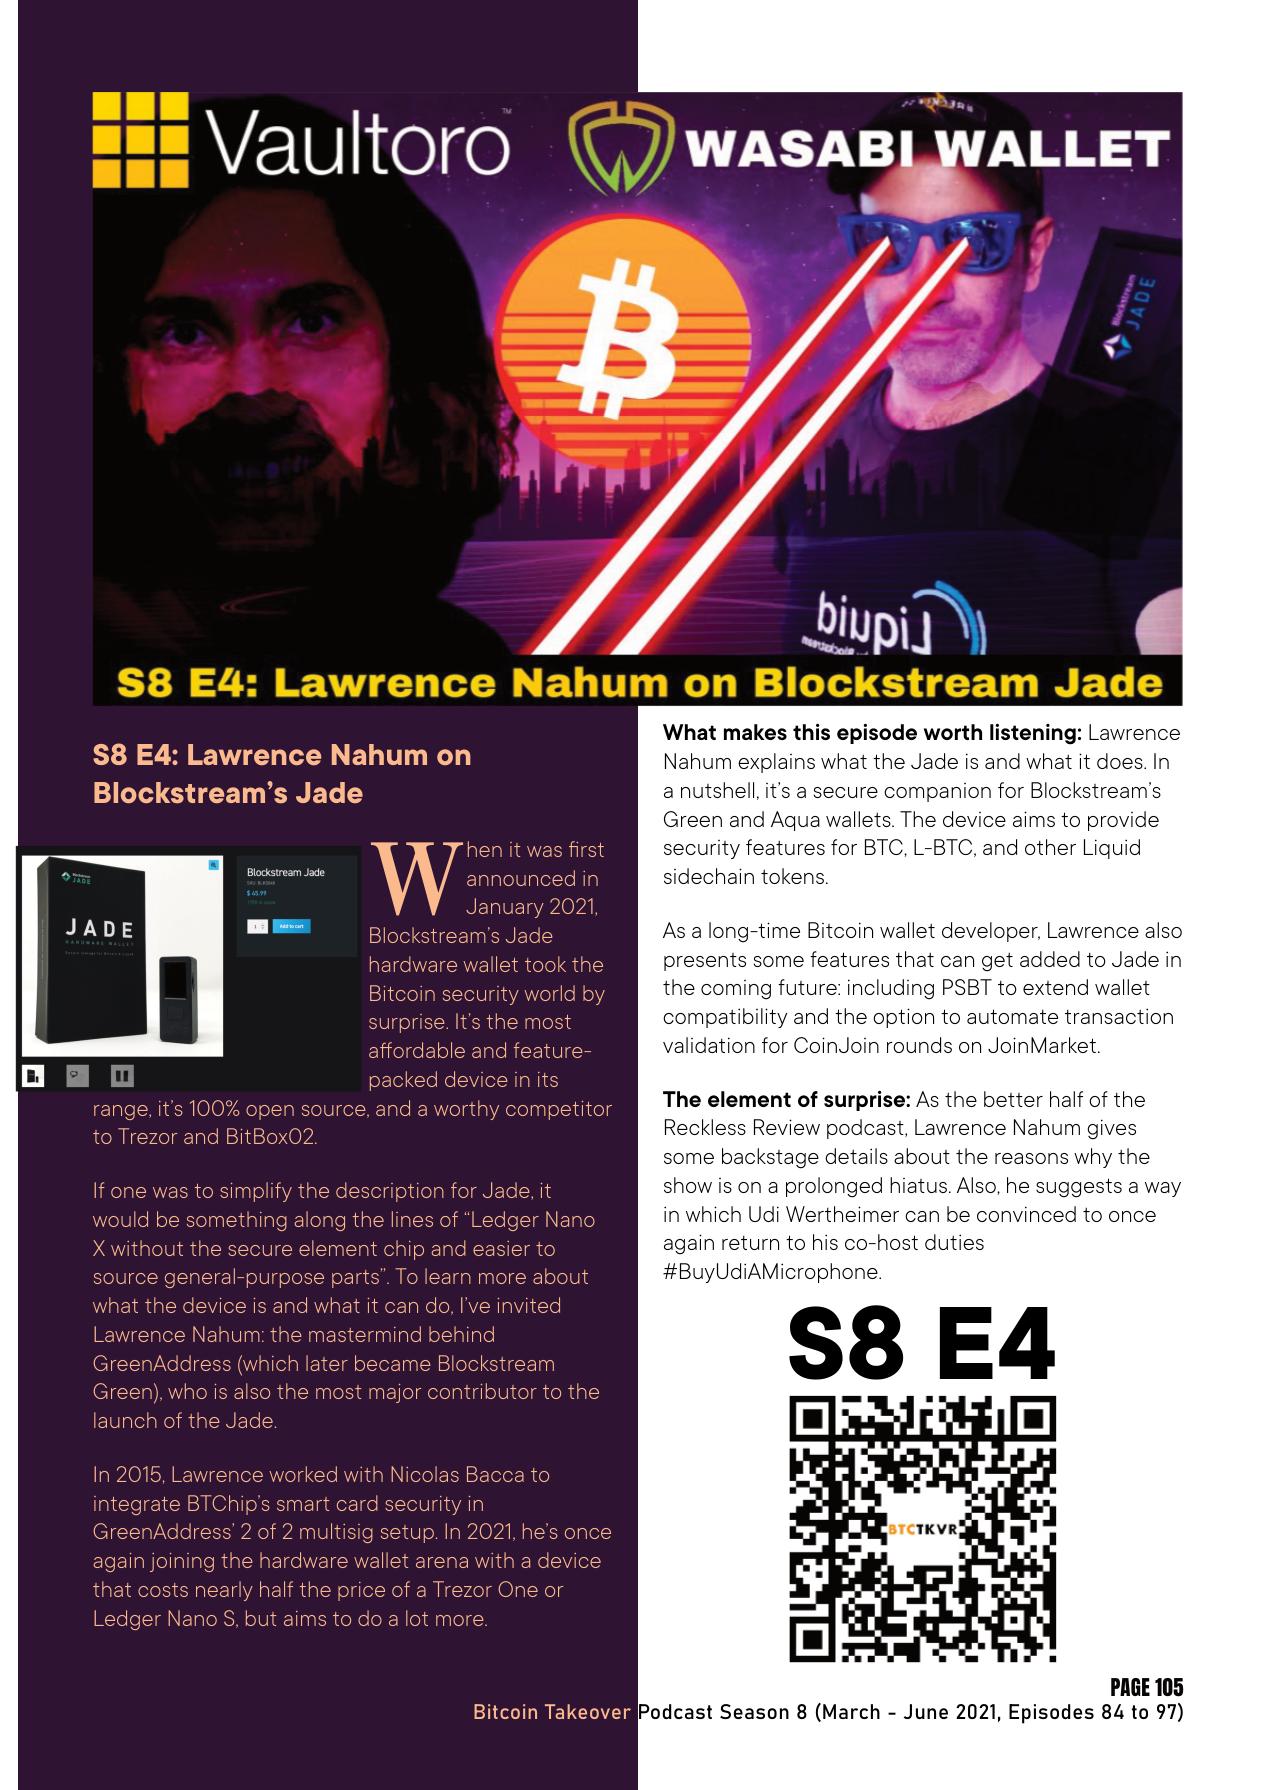 Vaultoro™
WASABI WALLET
Blockstream
JADE
Liquid
S8 E4: Lawrence Nahum on Blockstream Jade
S8 E4: Lawrence Nahum on
Blockstream’s Jade
Blockstream
JADE
JADE
HARDWARE WALLET
Blockstream Jade
$ 45.99
1
Add to cart
When it was first
announced in
January 2021,
Blockstream’s Jade
hardware wallet took the
Bitcoin security world by
surprise. It’s the most
affordable and feature-
packed device in its
range, it’s 100% open source, and a worthy competitor
to Trezor and BitBox02.
If one was to simplify the description for Jade, it
would be something along the lines of “Ledger Nano
X without the secure element chip and easier to
source general-purpose parts”. To learn more about
what the device is and what it can do, I’ve invited
Lawrence Nahum: the mastermind behind
GreenAddress (which later became Blockstream
Green), who is also the most major contributor to the
launch of the Jade.
In 2015, Lawrence worked with Nicolas Bacca to
integrate BTChip’s smart card security in
GreenAddress’ 2 of 2 multisig setup. In 2021, he’s once
again joining the hardware wallet arena with a device
that costs nearly half the price of a Trezor One or
Ledger Nano S, but aims to do a lot more.
What makes this episode worth listening: Lawrence
Nahum explains what the Jade is and what it does. In
a nutshell, it’s a secure companion for Blockstream’s
Green and Aqua wallets. The device aims to provide
security features for BTC, L-BTC, and other Liquid
sidechain tokens.
As a long-time Bitcoin wallet developer, Lawrence also
presents some features that can get added to Jade in
the coming future: including PSBT to extend wallet
compatibility and the option to automate transaction
validation for CoinJoin rounds on JoinMarket.
The element of surprise: As the better half of the
Reckless Review podcast, Lawrence Nahum gives
some backstage details about the reasons why the
show is on a prolonged hiatus. Also, he suggests a way
in which Udi Wertheimer can be convinced to once
again return to his co-host duties
#BuyUdiAMicrophone.
S8 E4
BTCTKVR
PAGE 105
Bitcoin Takeover Podcast Season 8 (March - June 2021, Episodes 84 to 97)